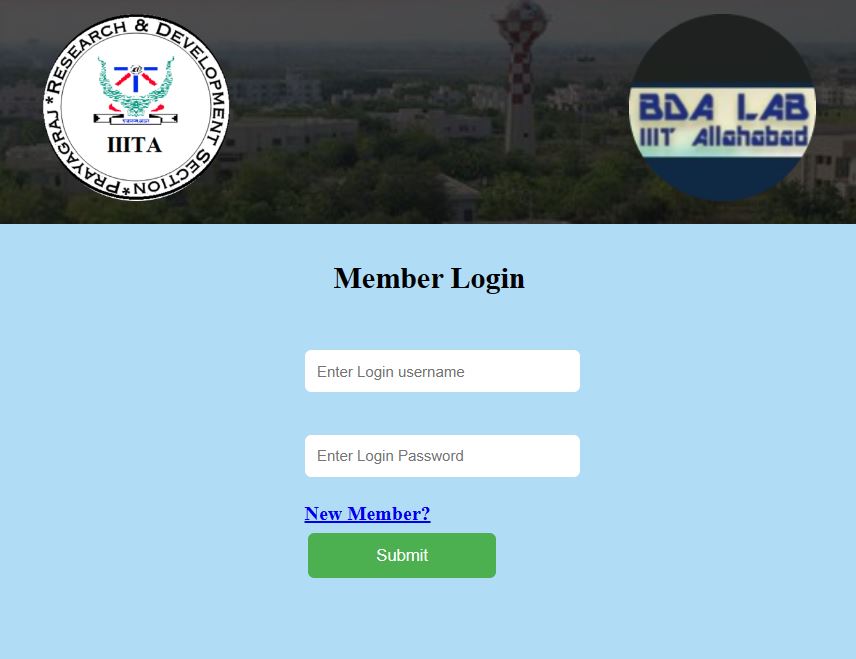 *RESEARCH & DEVELOPMENT SECTION*PRAYAGRAJ
IIITA
BDA LAB
IIIT Allahabad
Member Login
Enter Login username
Enter Login Password
New Member?
Submit